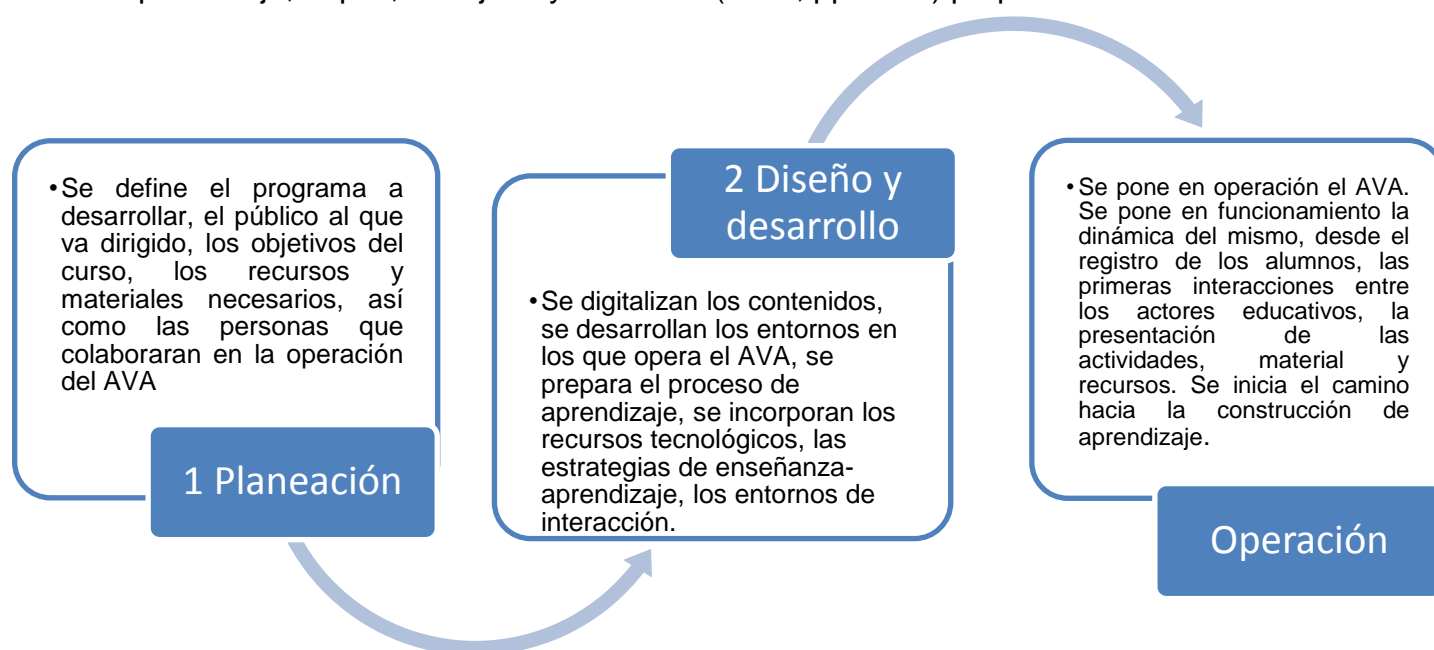 •Se define el programa a
desarrollar, el público al que
va dirigido, los objetivos del
curso, los recursos y
materiales necesarios, así
como las personas que
colaboraran en la operación
del AVA
1 Planeación
2 Diseño y
desarrollo
•Se digitalizan los contenidos,
se desarrollan los entornos en
los que opera el AVA, se
prepara el proceso de
aprendizaje, se incorporan los
recursos tecnológicos, las
estrategias de enseñanza-
aprendizaje, los entornos de
interacción.
•Se pone en operación el AVA.
Se pone en funcionamiento la
dinámica del mismo, desde el
registro de los alumnos, las
primeras interacciones entre
los actores educativos, la
presentación de las
actividades, material y
recursos. Se inicia el camino
hacia la construcción de
aprendizaje.
Operación